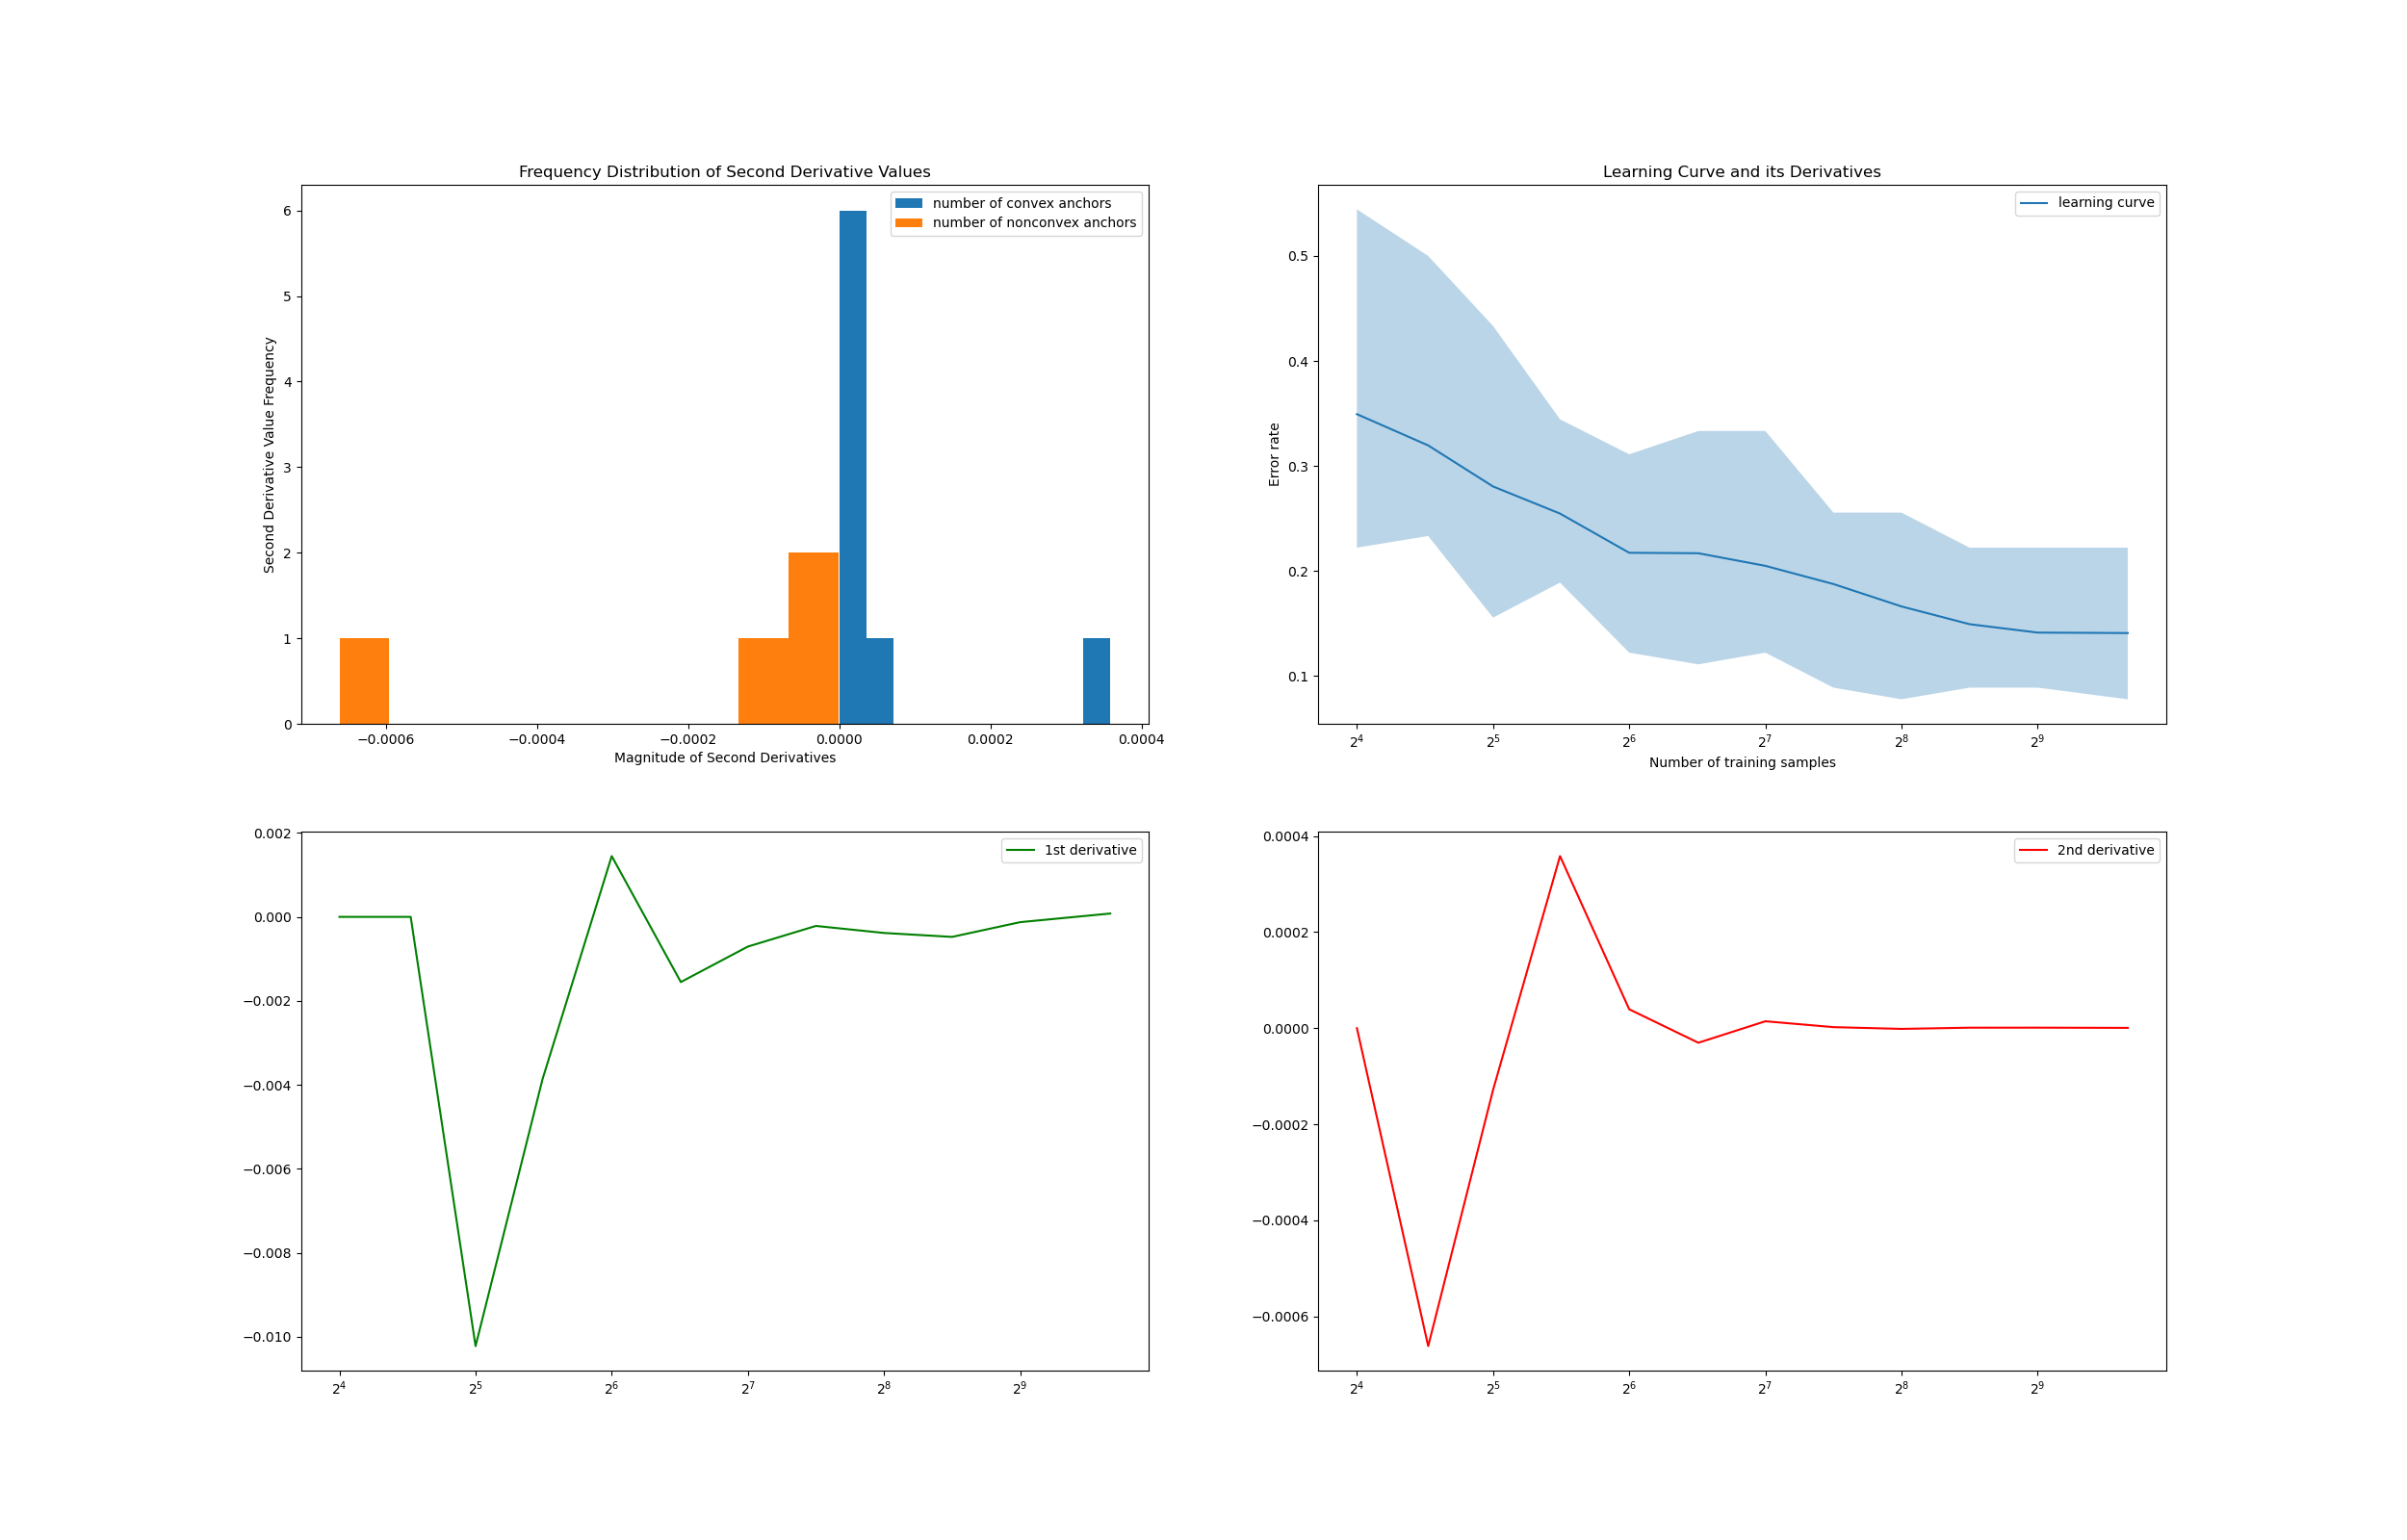 Frequency Distribution of Second Derivative Values
number of convex anchors
number of nonconvex anchors
6
5
4
3
2
1
0
Second Derivative Value Frequency
−0.0006 −0.0004 −0.0002 0.0000 0.0002 0.0004
Magnitude of Second Derivatives
Learning Curve and its Derivatives
learning curve
0.5
0.4
0.3
0.2
0.1
Error rate
2⁴ 2⁵ 2⁶ 2⁷ 2⁸ 2⁹
Number of training samples
1st derivative
0.002
0.000
−0.002
−0.004
−0.006
−0.008
−0.010
2⁴ 2⁵ 2⁶ 2⁷ 2⁸ 2⁹
2nd derivative
0.0004
0.0002
0.0000
−0.0002
−0.0004
−0.0006
2⁴ 2⁵ 2⁶ 2⁷ 2⁸ 2⁹